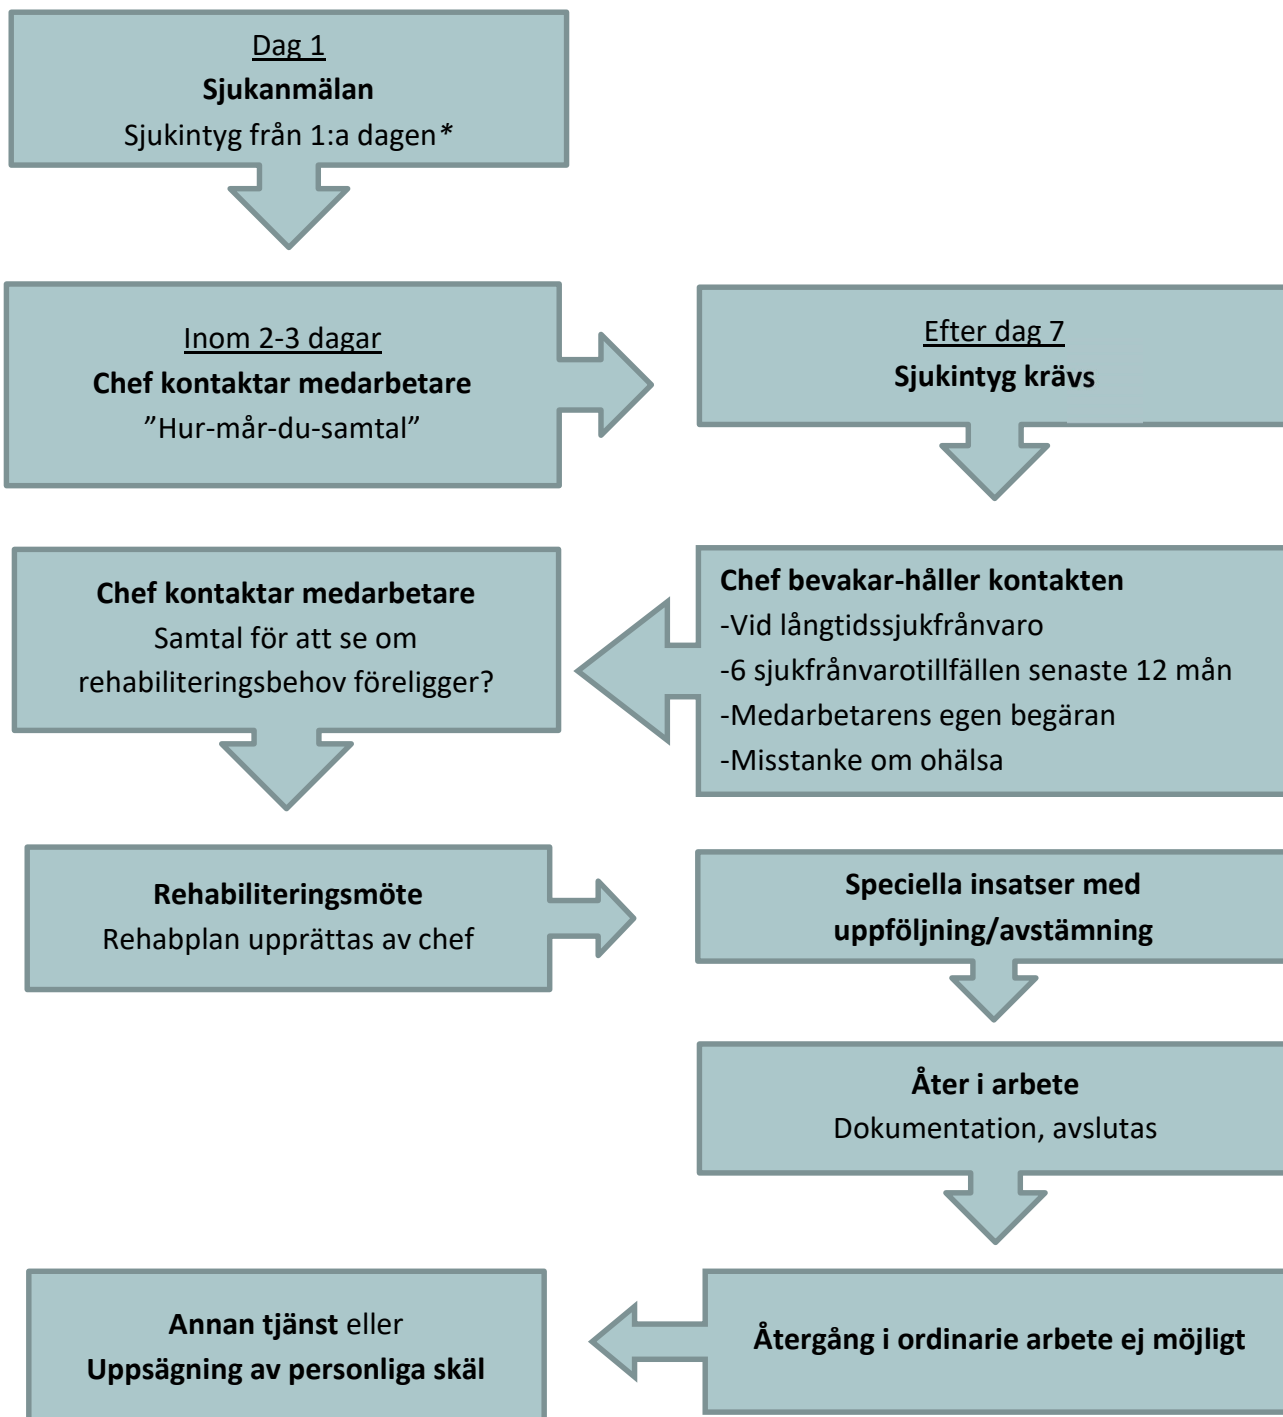 Dag 1
Sjukanmälan
Sjukintyg från 1:a dagen*
Inom 2-3 dagar
Chef kontaktar medarbetare
”Hur-mår-du-samtal”
Efter dag 7
Sjukintyg krävs
Chef bevakar-håller kontakten
-Vid långtidssjukfrånvaro
-6 sjukfrånvarotillfällen senaste 12 mån
-Medarbetarens egen begäran
-Misstanke om ohälsa
Chef kontaktar medarbetare
Samtal för att se om
rehabiliteringsbehov föreligger?
Rehabiliteringsmöte
Rehabplan upprättas av chef
Speciella insatser med
uppföljning/avstämning
Åter i arbete
Dokumentation, avslutas
Återgång i ordinarie arbete ej möjligt
Annan tjänst eller
Uppsägning av personliga skäl